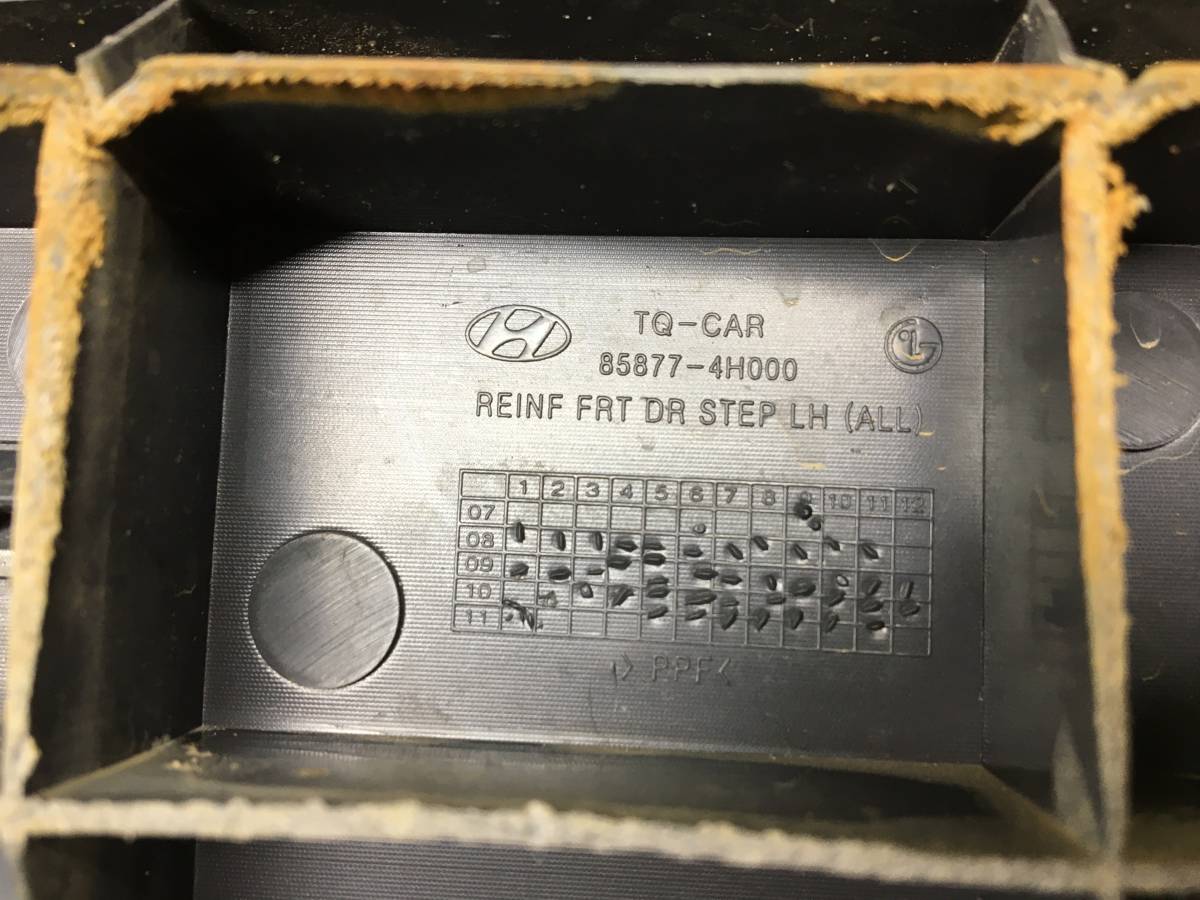 TQ-CAR
85877-4H000
REINF FRT DR STEP LH (ALL)
1 2 3 4 5 6 7 8 9 10 11 12
07
08
09
10
11
>PPF<